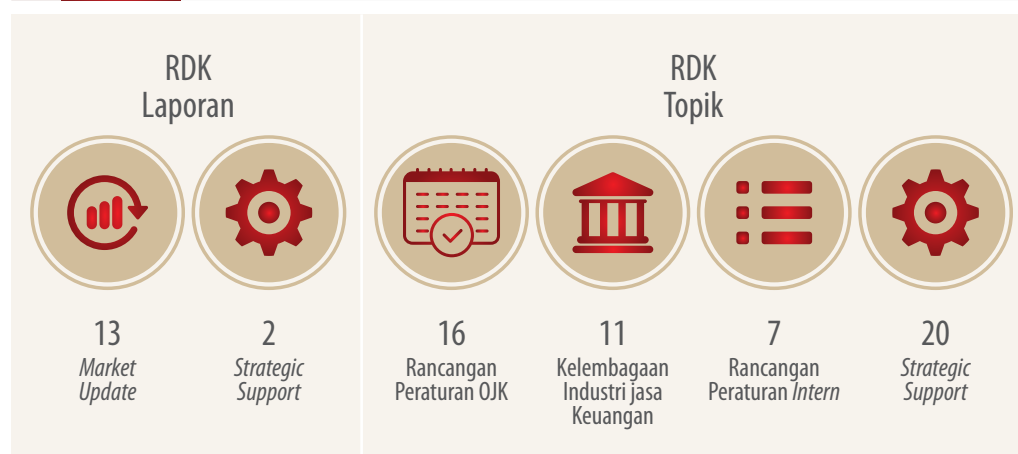 RDK
Laporan
13
Market
Update
2
Strategic
Support
RDK
Topik
16
Rancangan
Peraturan OJK
11
Kelembagaan
Industri jasa
Keuangan
7
Rancangan
Peraturan Intern
20
Strategic
Support